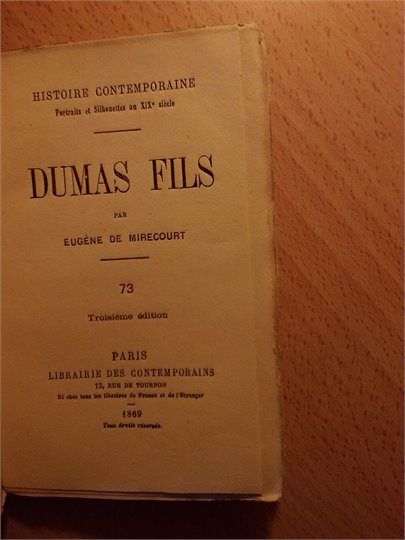 HISTOIRE CONTEMPORAINE
Portraits et Silhouettes au XIXe siècle
DUMAS FILS
PAR
EUGÈNE DE MIRECOURT
73
Troisième édition
PARIS
LIBRAIRIE DES CONTEMPORAINS
13, RUE DE TOURNON
Et chez tous les libraires de France et de l'Etranger
1869
Tous droits réservés.